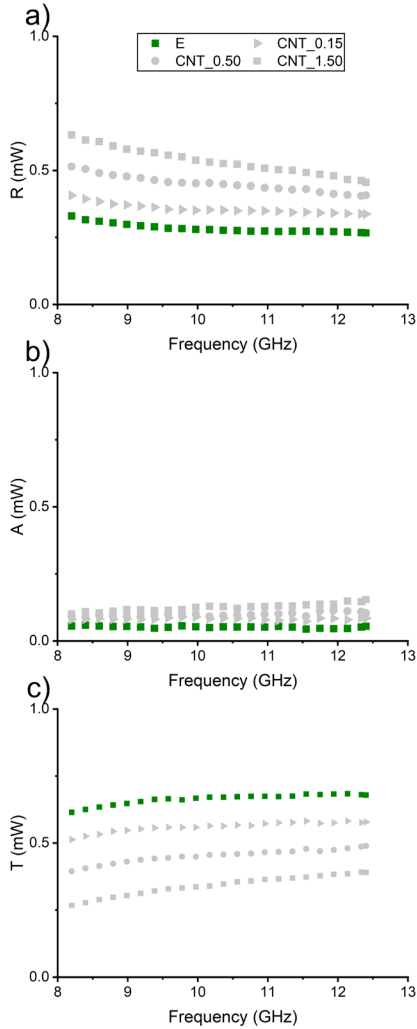 a)
1.0
E
CNT_0.15
CNT_0.50
CNT_1.50
R (mW)
0.5
0.0
8 9 10 11 12 13
Frequency (GHz)
b)
1.0
A (mW)
0.5
0.0
8 9 10 11 12 13
Frequency (GHz)
c)
1.0
T (mW)
0.5
0.0
8 9 10 11 12 13
Frequency (GHz)